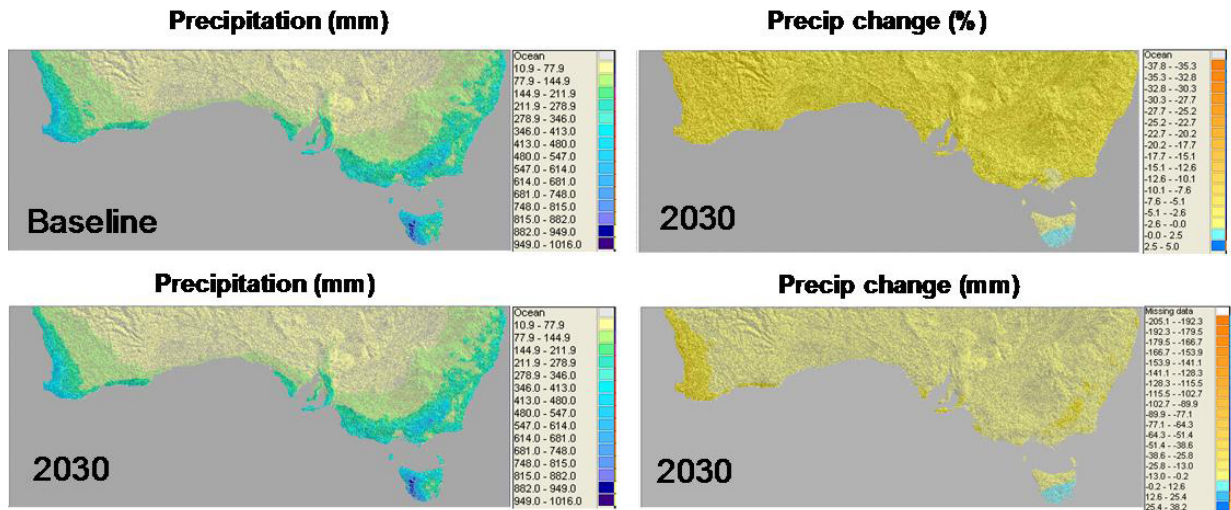 Precipitation (mm)
Baseline
Ocean
10.9 - 77.9
77.9 - 144.9
144.9 - 211.9
211.9 - 278.9
278.9 - 346.0
346.0 - 413.0
413.0 - 480.0
480.0 - 547.0
547.0 - 614.0
614.0 - 681.0
681.0 - 748.0
748.0 - 815.0
815.0 - 882.0
882.0 - 949.0
949.0 - 1016.0
Precip change (%)
2030
Ocean
-37.8 - -35.3
-35.3 - -32.8
-32.8 - -30.3
-30.3 - -27.7
-27.7 - -25.2
-25.2 - -22.7
-22.7 - -20.2
-20.2 - -17.7
-17.7 - -15.1
-15.1 - -12.6
-12.6 - -10.1
-10.1 - -7.6
-7.6 - -5.1
-5.1 - -2.6
-2.6 - -0.0
-0.0 - 2.5
2.5 - 5.0
Precipitation (mm)
2030
Ocean
10.9 - 77.9
77.9 - 144.9
144.9 - 211.9
211.9 - 278.9
278.9 - 346.0
346.0 - 413.0
413.0 - 480.0
480.0 - 547.0
547.0 - 614.0
614.0 - 681.0
681.0 - 748.0
748.0 - 815.0
815.0 - 882.0
882.0 - 949.0
949.0 - 1016.0
Precip change (mm)
2030
Missing data
-205.1 - -192.3
-192.3 - -179.5
-179.5 - -166.7
-166.7 - -153.9
-153.9 - -141.1
-141.1 - -128.3
-128.3 - -115.5
-115.5 - -102.7
-102.7 - -89.9
-89.9 - -77.1
-77.1 - -64.3
-64.3 - -51.4
-51.4 - -38.6
-38.6 - -25.8
-25.8 - -13.0
-13.0 - -0.2
-0.2 - 12.6
12.6 - 25.4
25.4 - 38.2